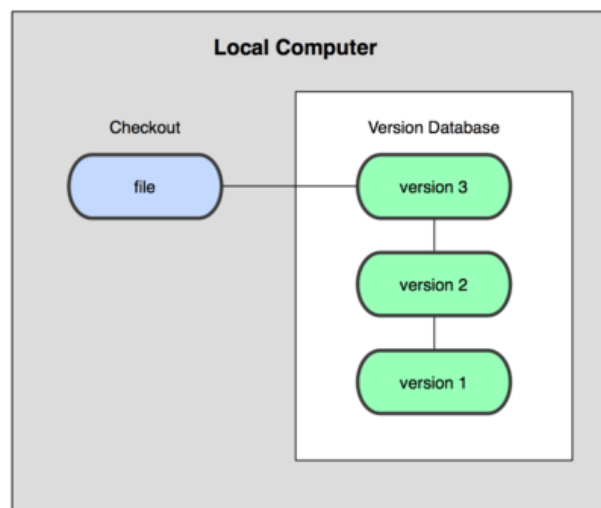 Local Computer
Checkout
Version Database
file
version 3
version 2
version 1